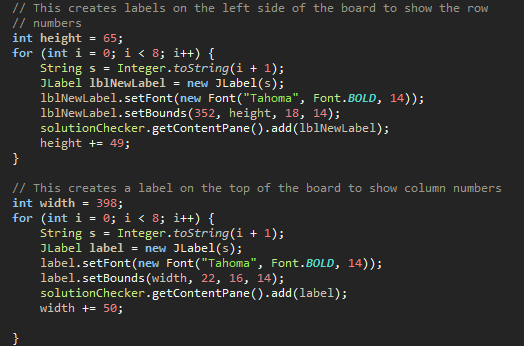 // This creates labels on the left side of the board to show the row
// numbers
int height = 65;
for (int i = 0; i < 8; i++) {
    String s = Integer.toString(i + 1);
    JLabel lblNewLabel = new JLabel(s);
    lblNewLabel.setFont(new Font("Tahoma", Font.BOLD, 14));
    lblNewLabel.setBounds(352, height, 18, 14);
    solutionChecker.getContentPane().add(lblNewLabel);
    height += 49;
}

// This creates a label on the top of the board to show column numbers
int width = 398;
for (int i = 0; i < 8; i++) {
    String s = Integer.toString(i + 1);
    JLabel label = new JLabel(s);
    label.setFont(new Font("Tahoma", Font.BOLD, 14));
    label.setBounds(width, 22, 16, 14);
    solutionChecker.getContentPane().add(label);
    width += 50;

}